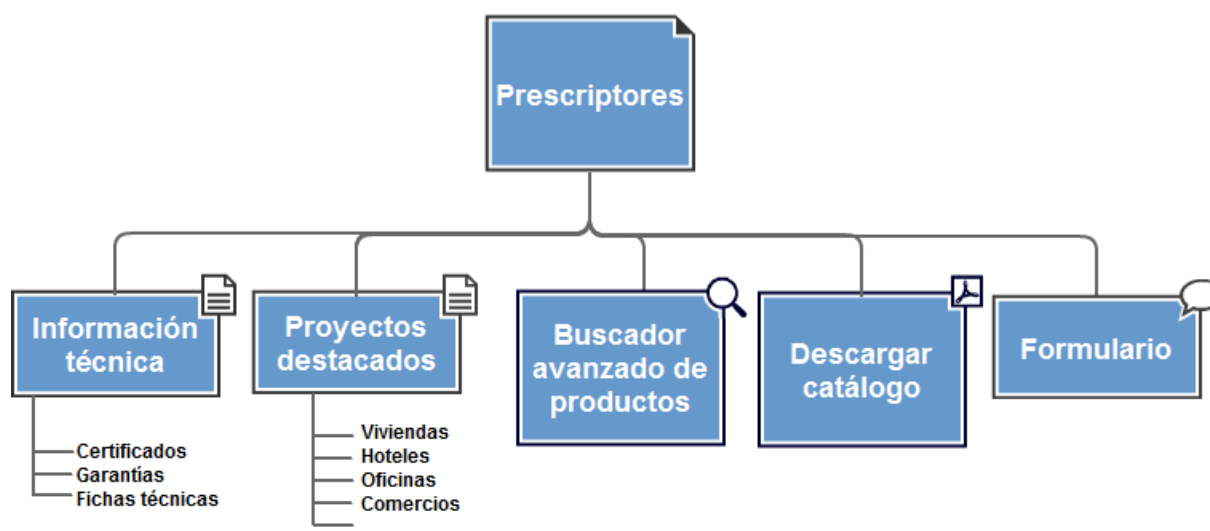 Prescriptores
Información
técnica
Proyectos
destacados
Buscador
avanzado de
productos
Descargar
catálogo
Formulario
Certificados
Garantías
Fichas técnicas
Viviendas
Hoteles
Oficinas
Comercios